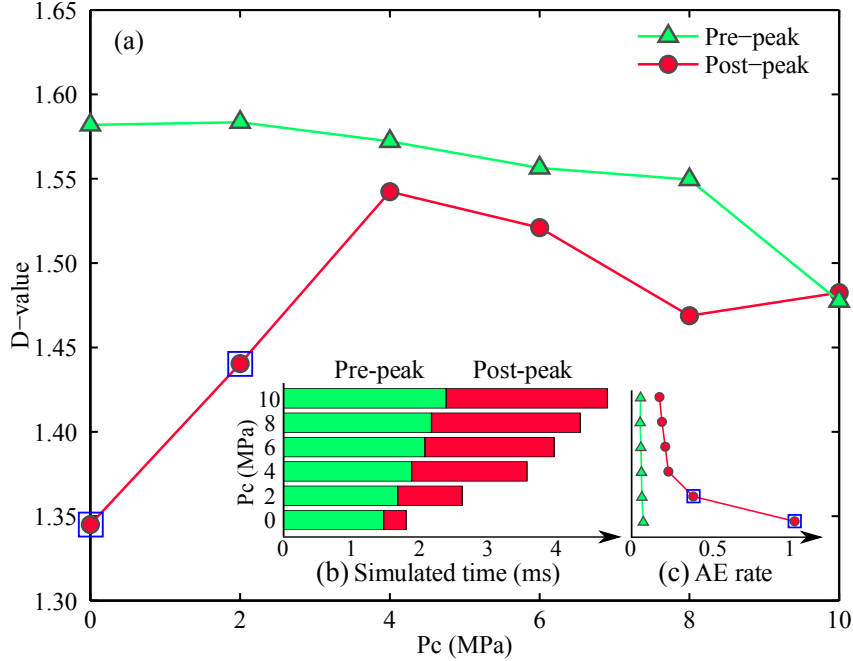 1.65
(a)
Pre−peak
Post−peak
1.60
1.55
1.50
1.45
1.40
1.35
1.30
D−value
0 2 4 6 8 10
Pc (MPa)
Pre-peak Post-peak
10
8
6
4
2
0
Pc (MPa)
0 1 2 3 4
(b) Simulated time (ms)
0 0.5 1
(c) AE rate